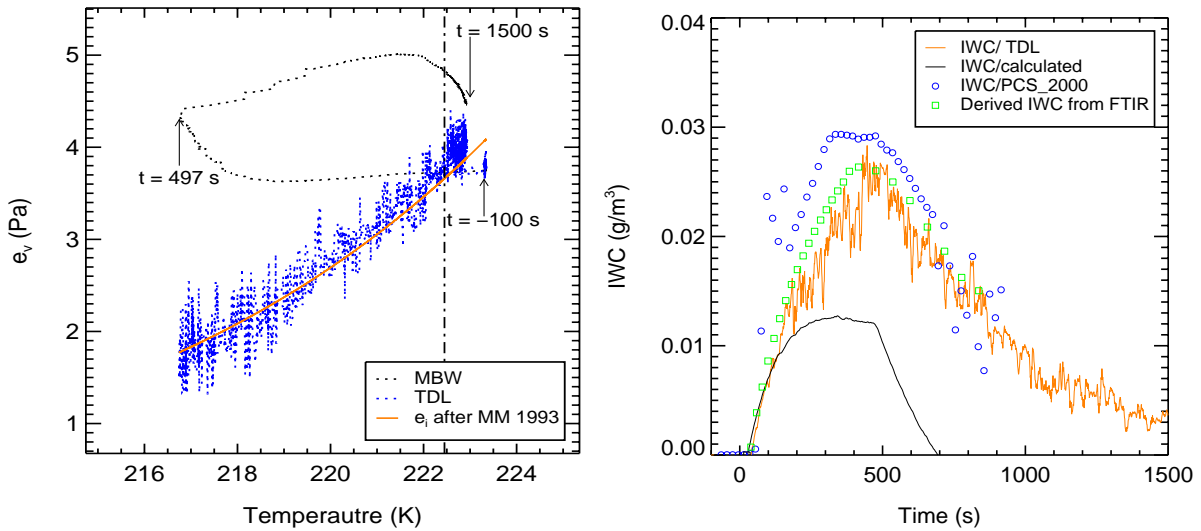 t = 1500 s
5
4
3
2
1
e_v (Pa)
t = 497 s
t = −100 s
MBW
TDL
e_i after MM 1993
216
218
220
222
224
Temperautre (K)
0.04
0.03
0.02
0.01
0.00
IWC (g/m³)
IWC/ TDL
IWC/calculated
IWC/PCS_2000
Derived IWC from FTIR
0
500
1000
1500
Time (s)